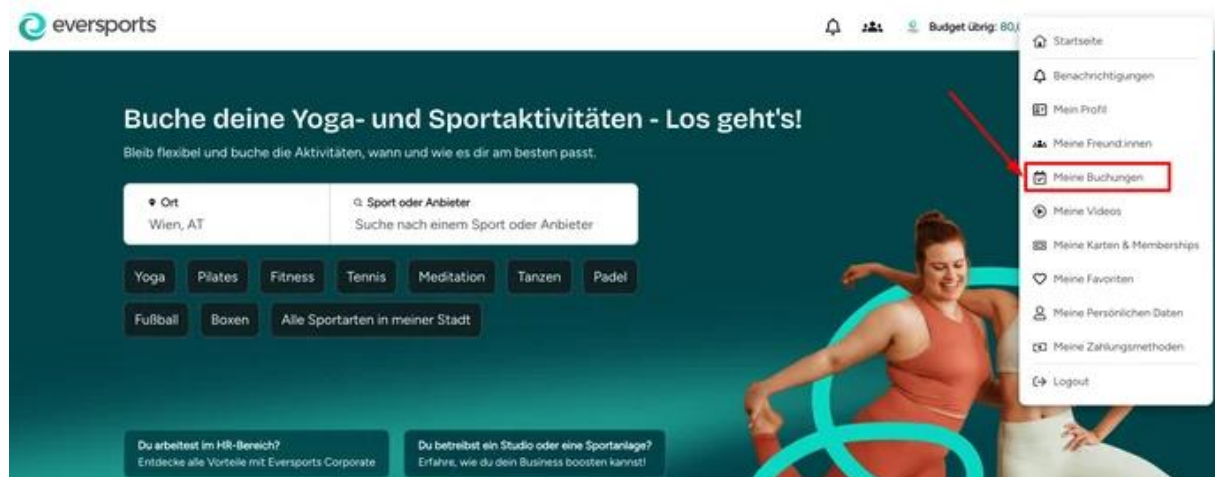 eversports
Budget übrig: 80,
Buche deine Yoga- und Sportaktivitäten - Los geht's!
Bleib flexibel und buche die Aktivitäten, wann und wie es dir am besten passt.
Ort
Sport oder Anbieter
Wien, AT
Suche nach einem Sport oder Anbieter
Yoga
Pilates
Fitness
Tennis
Meditation
Tanzen
Padel
Fußball
Boxen
Alle Sportarten in meiner Stadt
Du arbeitest im HR-Bereich?
Entdecke alle Vorteile mit Eversports Corporate
Du betreibst ein Studio oder eine Sportanlage?
Erfahre, wie du dein Business boosten kannst!
Startseite
Benachrichtigungen
Mein Profil
Meine Freund:innen
Meine Buchungen
Meine Videos
Meine Karten & Memberships
Meine Favoriten
Meine Persönlichen Daten
Meine Zahlungsmethoden
Logout